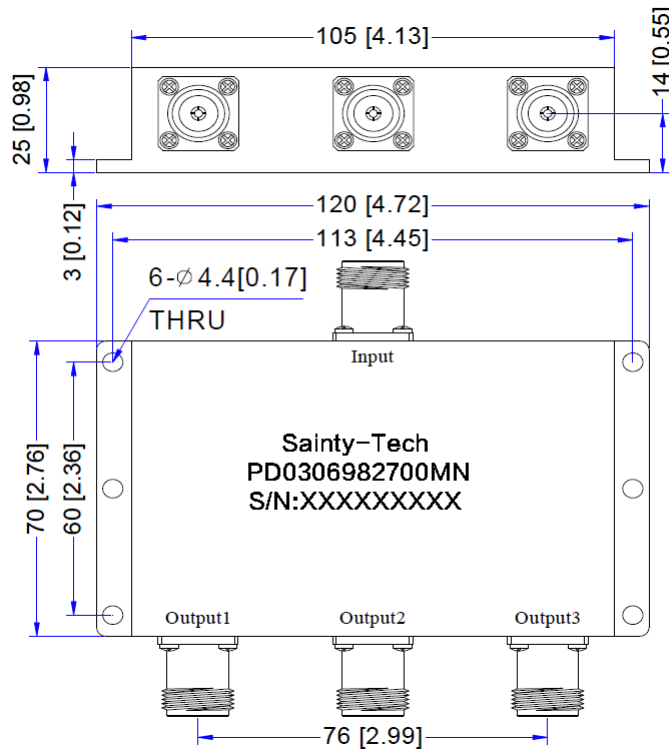 105 [4.13]
14 [0.55]
25 [0.98]
3 [0.12]
120 [4.72]
113 [4.45]
6-∅4.4[0.17]
THRU
Input
Sainty-Tech
PD0306982700MN
S/N:XXXXXXXXX
70 [2.76]
60 [2.36]
Output1 Output2 Output3
76 [2.99]